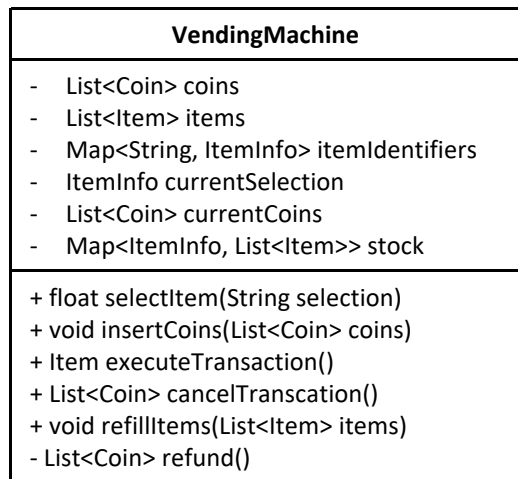 VendingMachine
- List<Coin> coins
- List<Item> items
- Map<String, ItemInfo> itemIdentifiers
- ItemInfo currentSelection
- List<Coin> currentCoins
- Map<ItemInfo, List<Item>> stock
+ float selectItem(String selection)
+ void insertCoins(List<Coin> coins)
+ Item executeTransaction()
+ List<Coin> cancelTranscation()
+ void refillItems(List<Item> items)
- List<Coin> refund()